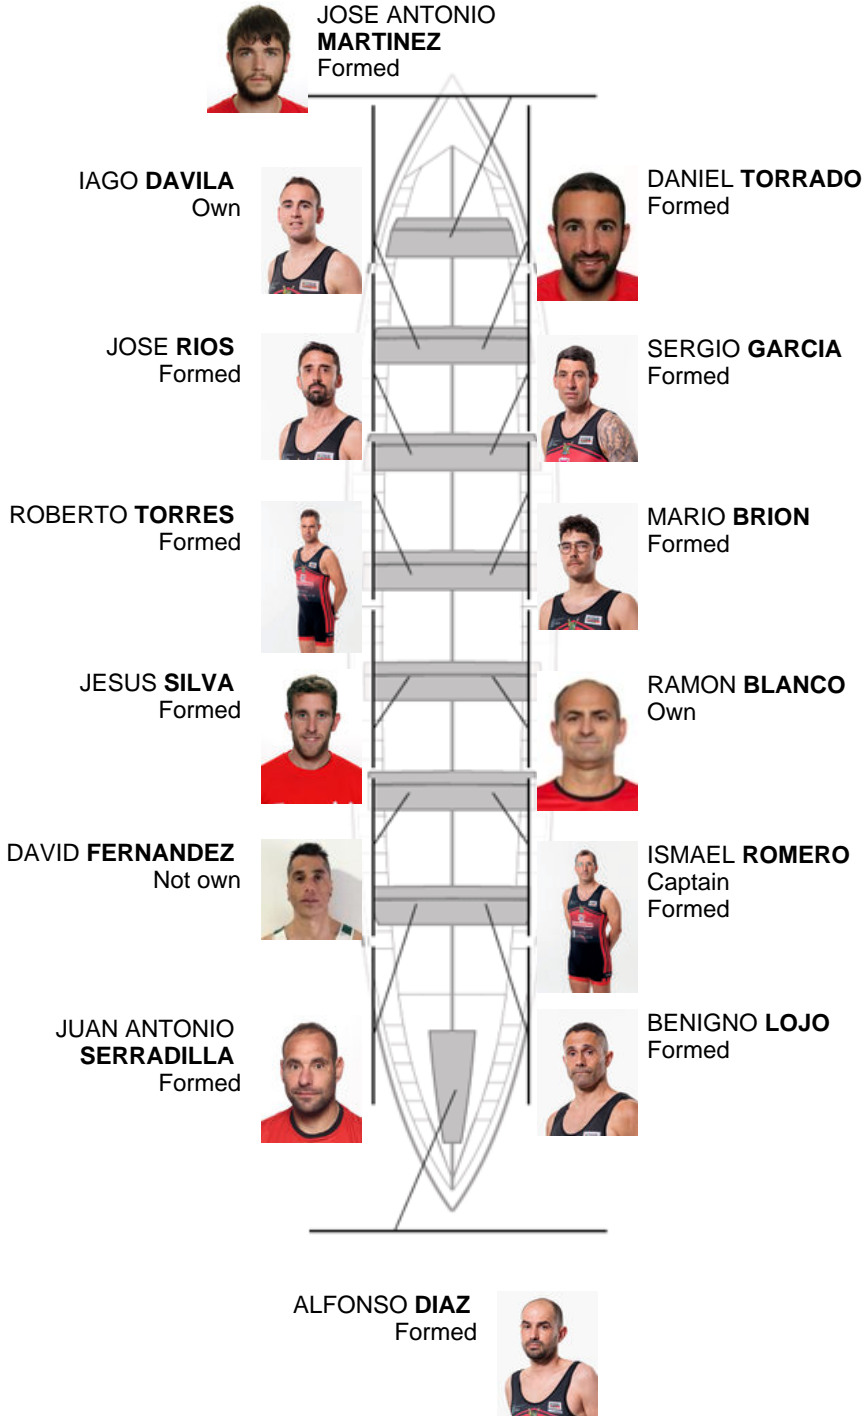 JOSE ANTONIO
MARTINEZ
Formed
IAGO DAVILA
Own
DANIEL TORRADO
Formed
JOSE RIOS
Formed
SERGIO GARCIA
Formed
ROBERTO TORRES
Formed
MARIO BRION
Formed
JESUS SILVA
Formed
RAMON BLANCO
Own
DAVID FERNANDEZ
Not own
ISMAEL ROMERO
Captain
Formed
JUAN ANTONIO
SERRADILLA
Formed
BENIGNO LOJO
Formed
ALFONSO DIAZ
Formed